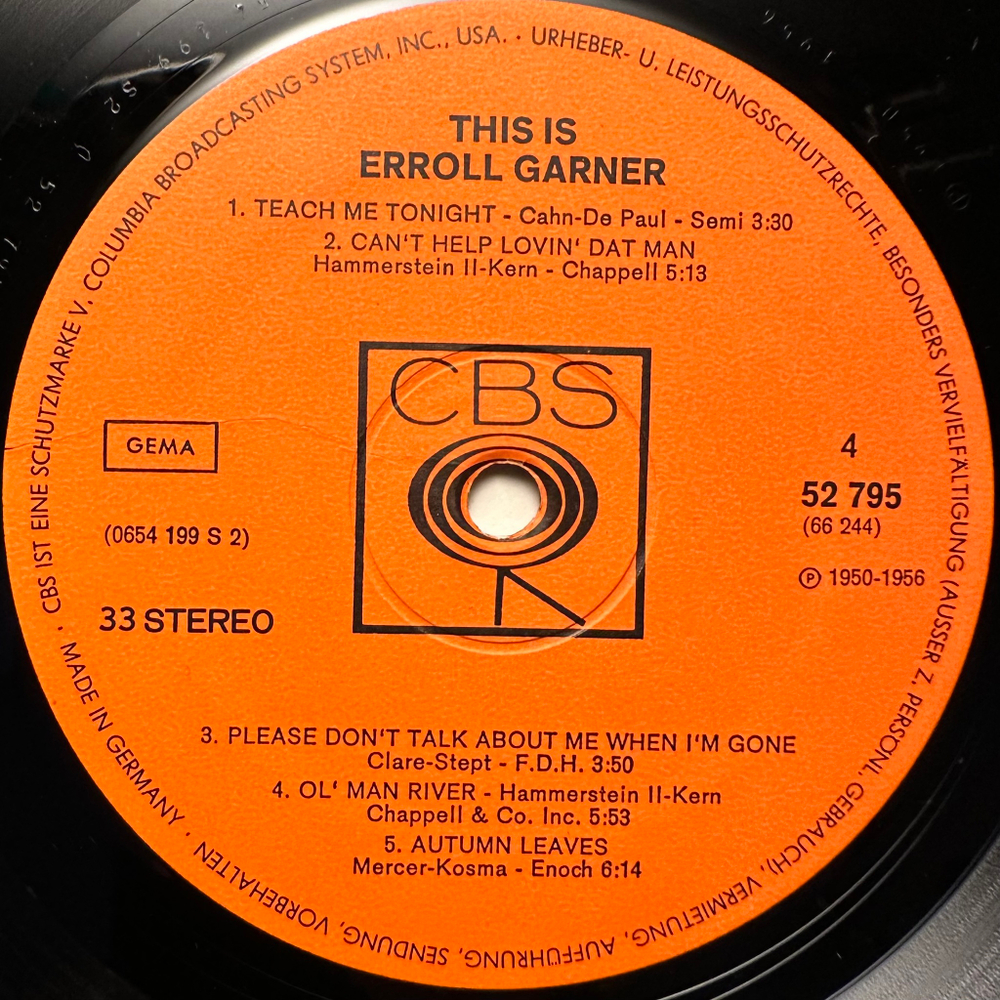 THIS IS
ERROLL GARNER
1. TEACH ME TONIGHT - Cahn-De Paul - Semi 3:30
2. CAN'T HELP LOVIN' DAT MAN
Hammerstein II-Kern - Chappell 5:13
CBS
GEMA
4
52 795
(66 244)
(0654 199 S 2)
℗ 1950-1956
33 STEREO
3. PLEASE DON'T TALK ABOUT ME WHEN I'M GONE
Clare-Stept - F.D.H. 3:50
4. OL' MAN RIVER - Hammerstein II-Kern
Chappell & Co. Inc. 5:53
5. AUTUMN LEAVES
Mercer-Kosma - Enoch 6:14
· CBS IST EINE SCHUTZMARKE V. COLUMBIA BROADCASTING SYSTEM, INC., USA. · URHEBER- U. LEISTUNGSSCHUTZRECHTE, BESONDERS VERVIELFÄLTIGUNG (AUSSER Z. PERSÖNL. GEBRAUCH), VERMIETUNG, AUFFÜHRUNG, SENDUNG, VORBEHALTEN · MADE IN GERMANY